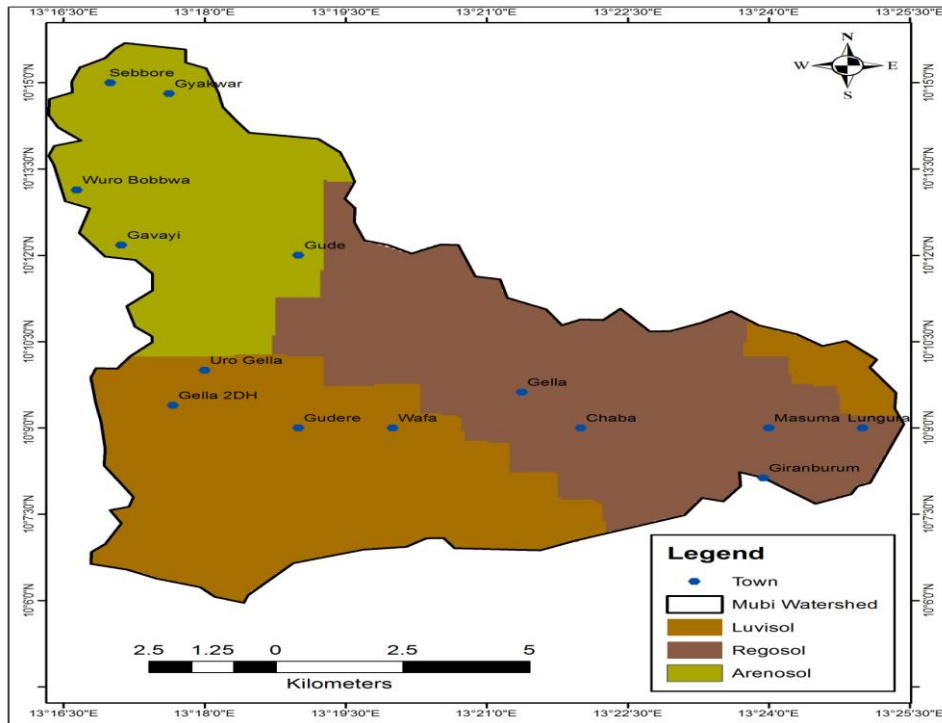 13°16'30"E 13°18'0"E 13°19'30"E 13°21'0"E 13°22'30"E 13°24'0"E 13°25'30"E
N
W E
S
10°15'0"N 10°15'0"N
Sebbore
Gyakwar
10°13'30"N 10°13'30"N
Wuro Bobbwa
Gavayi
Gude
10°12'0"N 10°12'0"N
10°10'30"N 10°10'30"N
Uro Gella
Gella 2DH
Gella
Gudere Wafa Chaba Masuma Lungura
10°9'0"N 10°9'0"N
Giranburum
10°7'30"N 10°7'30"N
10°6'0"N 10°6'0"N
Legend
Town
Mubi Watershed
Luvisol
Regosol
Arenosol
2.5 1.25 0 2.5 5
Kilometers
13°16'30"E 13°18'0"E 13°19'30"E 13°21'0"E 13°22'30"E 13°24'0"E 13°25'30"E